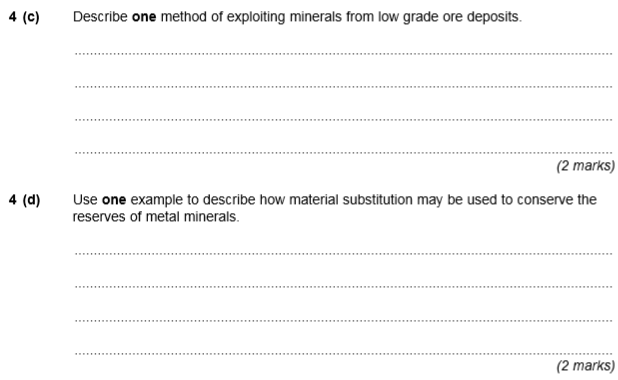 4 (c) Describe one method of exploiting minerals from low grade ore deposits.
(2 marks)
4 (d) Use one example to describe how material substitution may be used to conserve the
reserves of metal minerals.
(2 marks)